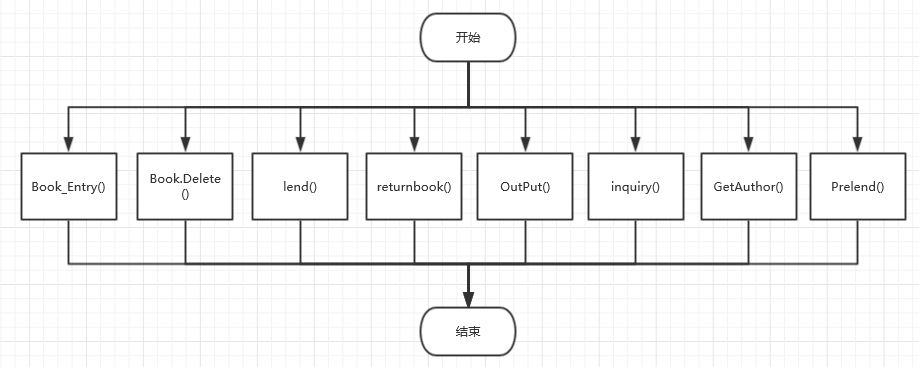 开始
Book_Entry()
Book.Delete
()
lend()
returnbook()
OutPut()
inquiry()
GetAuthor()
Prelend()
结束